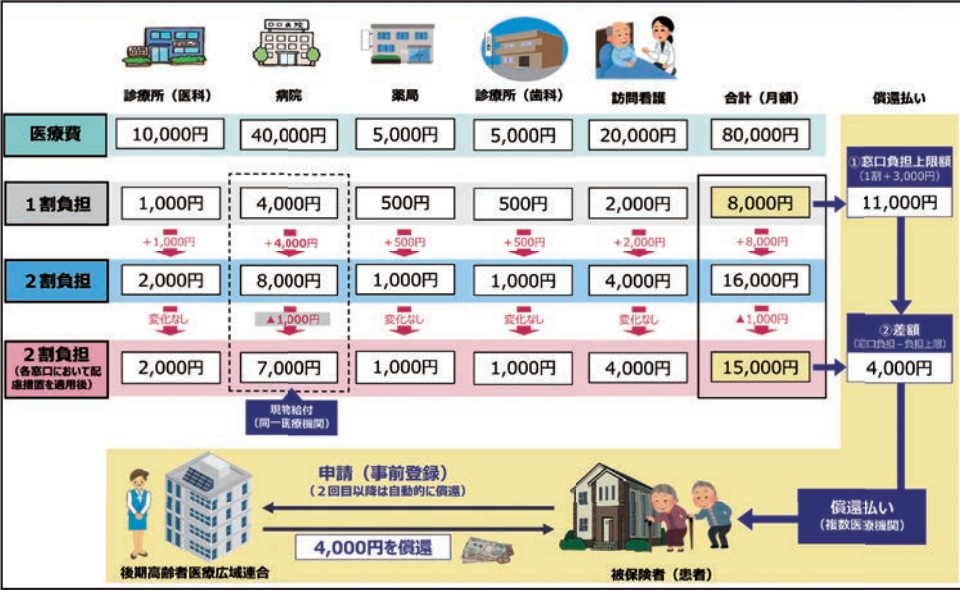 ロロ病院
診療所（医科）
病院
薬局
診療所（歯科）
訪問看護
合計（月額）
償還払い
医療費
10,000円
40,000円
5,000円
5,000円
20,000円
80,000円
①窓口負担上限額
（1割＋3,000円）
11,000円
１割負担
1,000円
4,000円
500円
500円
2,000円
8,000円
+1,000円
+4,000円
+500円
+500円
+2,000円
+8,000円
２割負担
2,000円
8,000円
1,000円
1,000円
4,000円
16,000円
変化なし
▲1,000円
変化なし
変化なし
変化なし
▲1,000円
②差額
（窓口負担－負担上限）
4,000円
２割負担
（各窓口において配
慮措置を適用後）
2,000円
7,000円
1,000円
1,000円
4,000円
15,000円
現物給付
（同一医療機関）
申請（事前登録）
（２回目以降は自動的に償還）
4,000円を償還
償還払い
（複数医療機関）
後期高齢者医療広域連合
被保険者（患者）